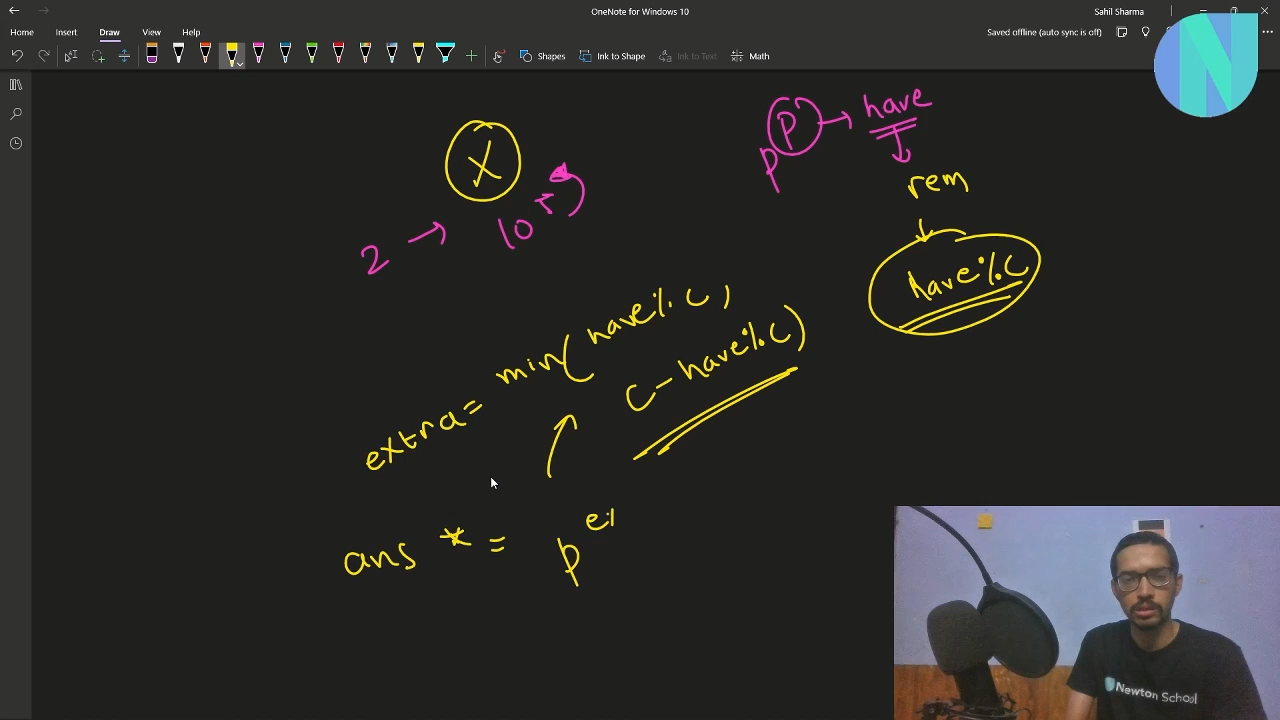 OneNote for Windows 10
Sahil Sharma
Home Insert Draw View Help
Saved offline (auto sync is off)
Shapes Ink to Shape Ink to Text Math
X
2 → 10^5
p^P → have
rem
have%C
extra = min(have%C,
C-have%C)
ans *= p^e
Newton School